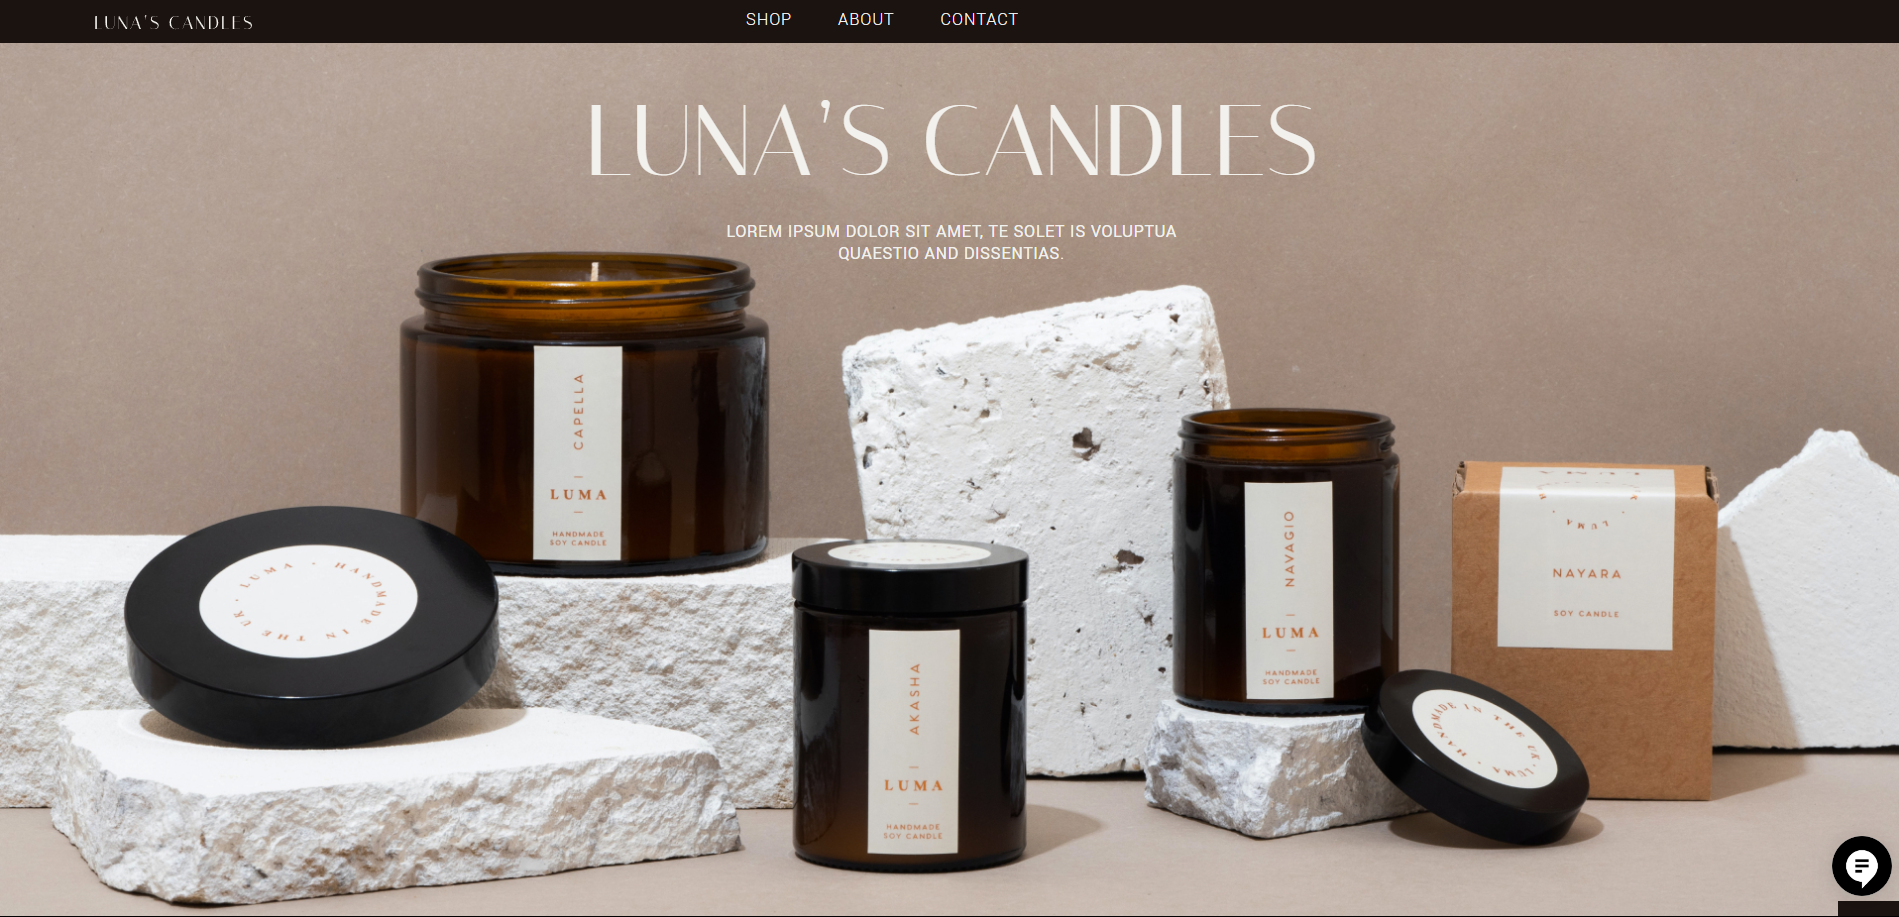 LUNA'S CANDLES
SHOP ABOUT CONTACT
LUNA'S CANDLES
LOREM IPSUM DOLOR SIT AMET, TE SOLET IS VOLUPTUA
QUAESTIO AND DISSENTIAS.
CAPELLA
LUMA
HANDMADE
SOY CANDLE
LUMA · HANDMADE IN THE UK ·
AKASHA
LUMA
HANDMADE
SOY CANDLE
NAVAGIO
LUMA
HANDMADE
SOY CANDLE
LUMA
NAYARA
SOY CANDLE
LUMA · HANDMADE IN THE UK ·